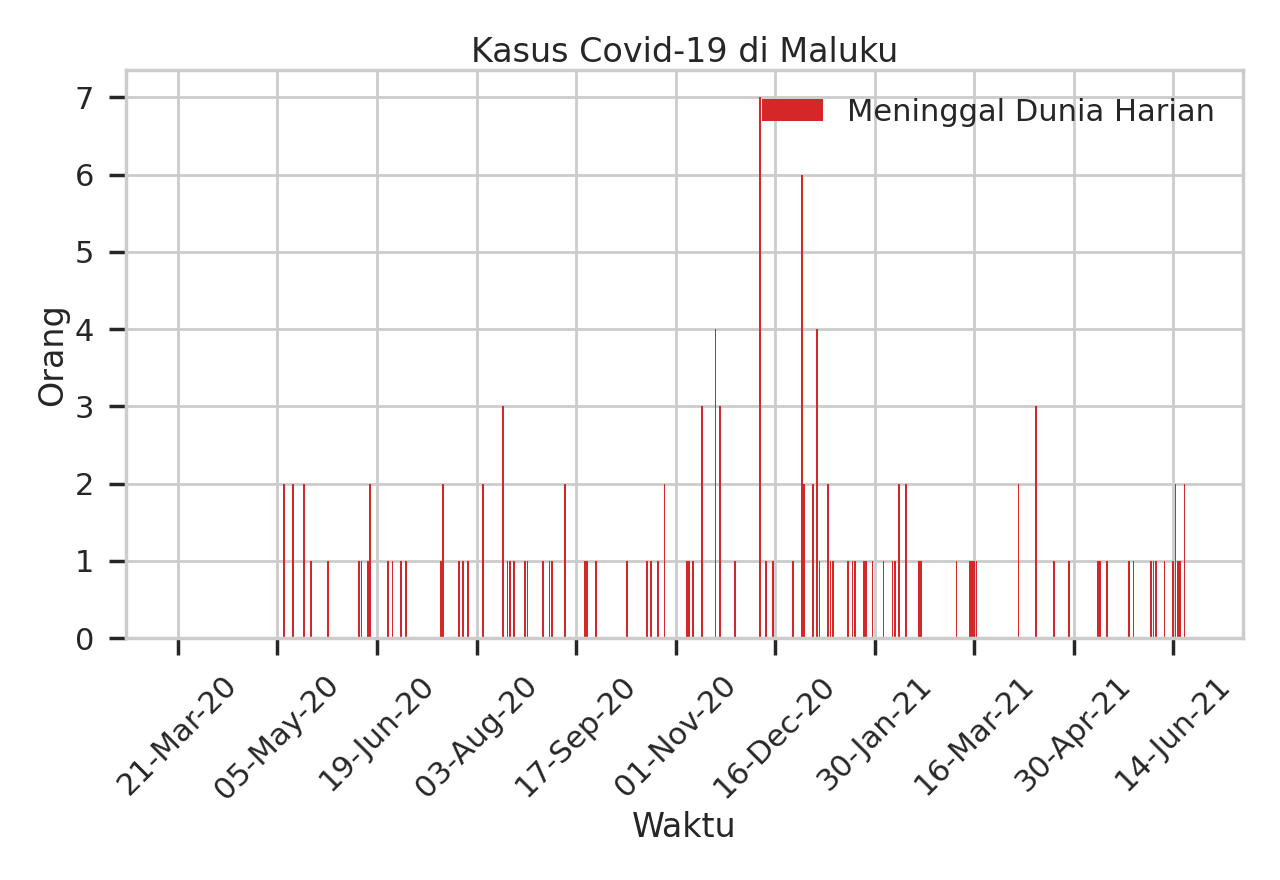 Kasus Covid-19 di Maluku
Meninggal Dunia Harian
7
6
5
4
3
2
1
0
Orang
21-Mar-20
05-May-20
19-Jun-20
03-Aug-20
17-Sep-20
01-Nov-20
16-Dec-20
30-Jan-21
16-Mar-21
30-Apr-21
14-Jun-21
Waktu